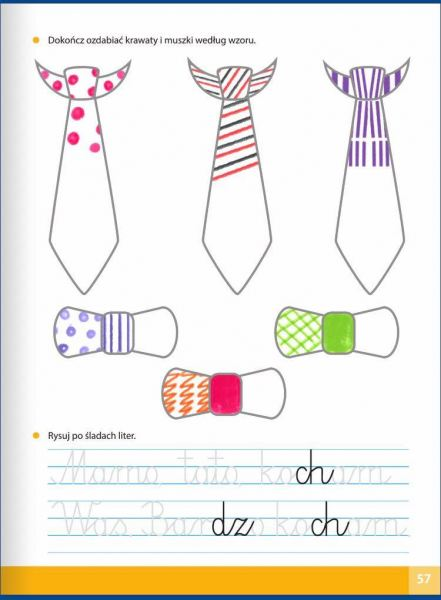 Dokończ ozdabiać krawaty i muszki według wzoru.
Rysuj po śladach liter.
Mamo tato kocham
Was Bardzo kocham
57